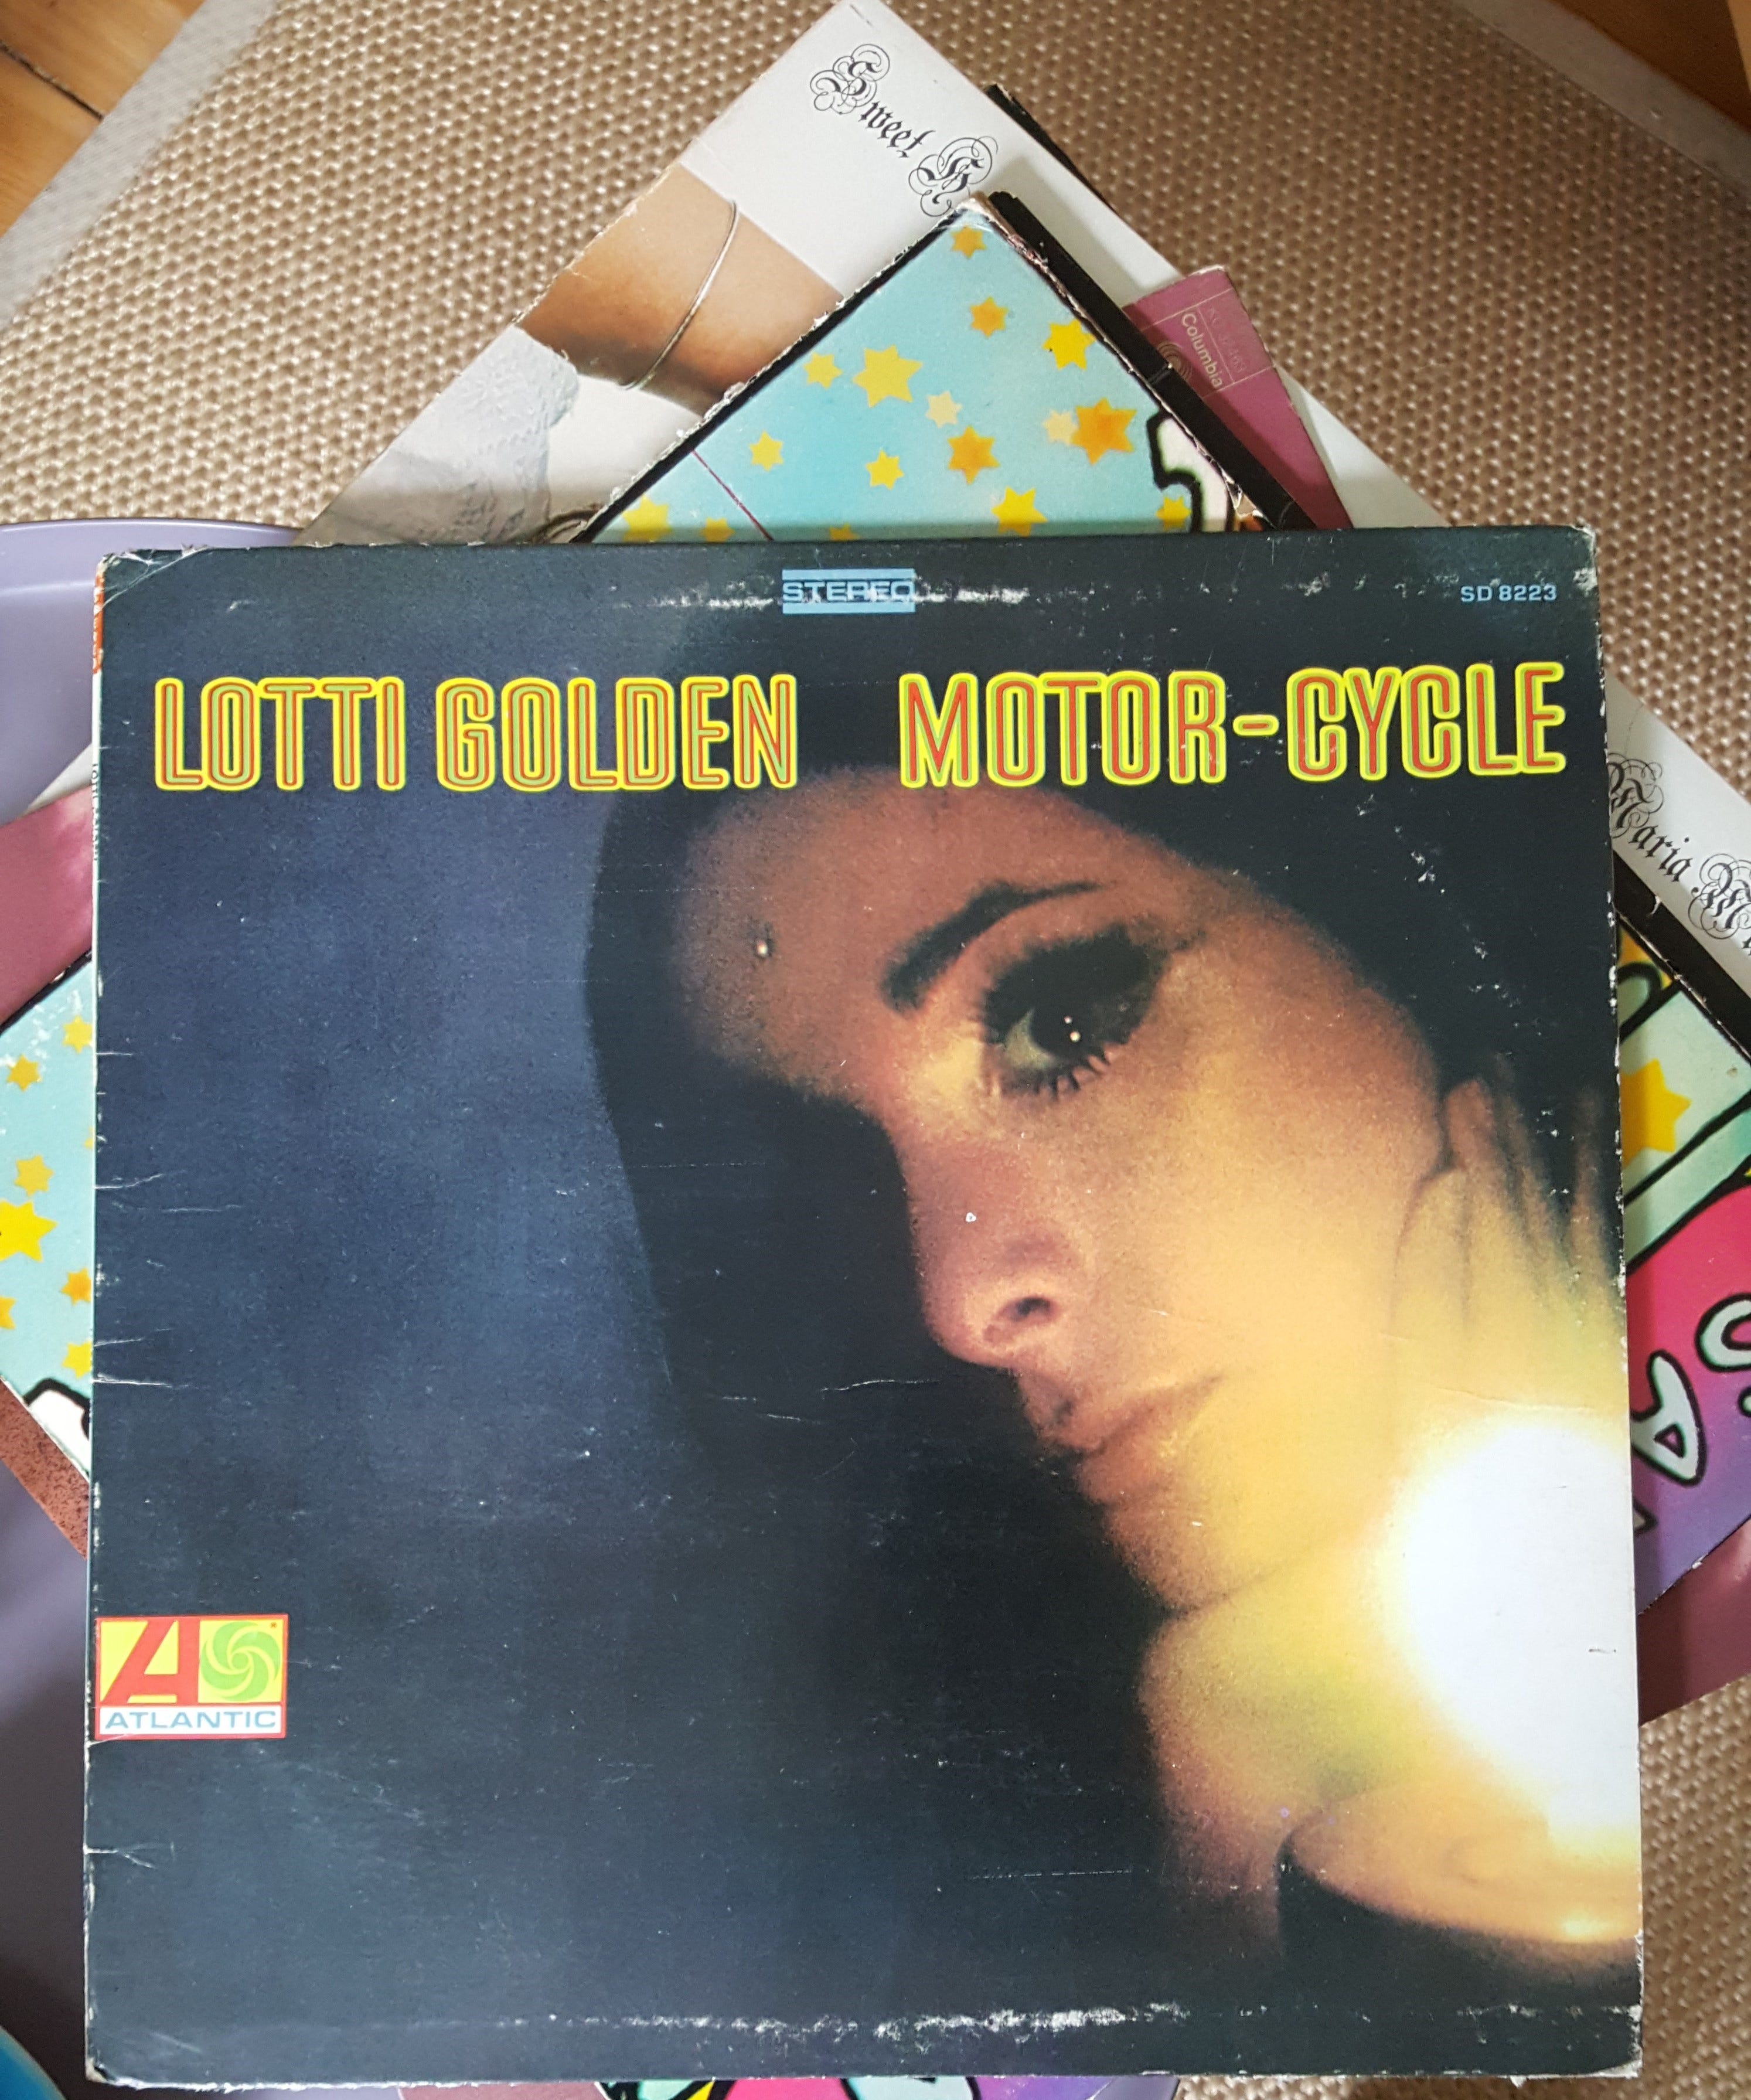 Sweet H
Columbia
STEREO
SD 8223
LOTTI GOLDEN MOTOR-CYCLE
Maria M
ATLANTIC